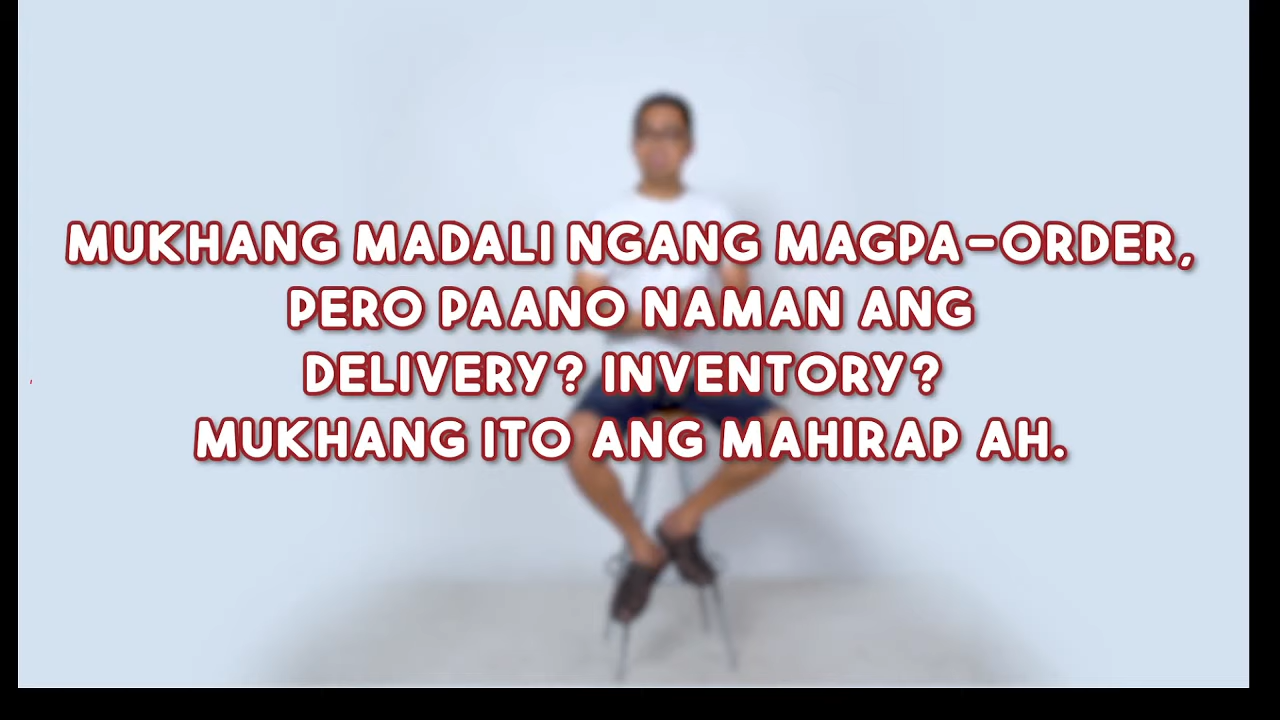 MUKHANG MADALI NGANG MAGPA-ORDER,
PERO PAANO NAMAN ANG
DELIVERY? INVENTORY?
MUKHANG ITO ANG MAHIRAP AH.